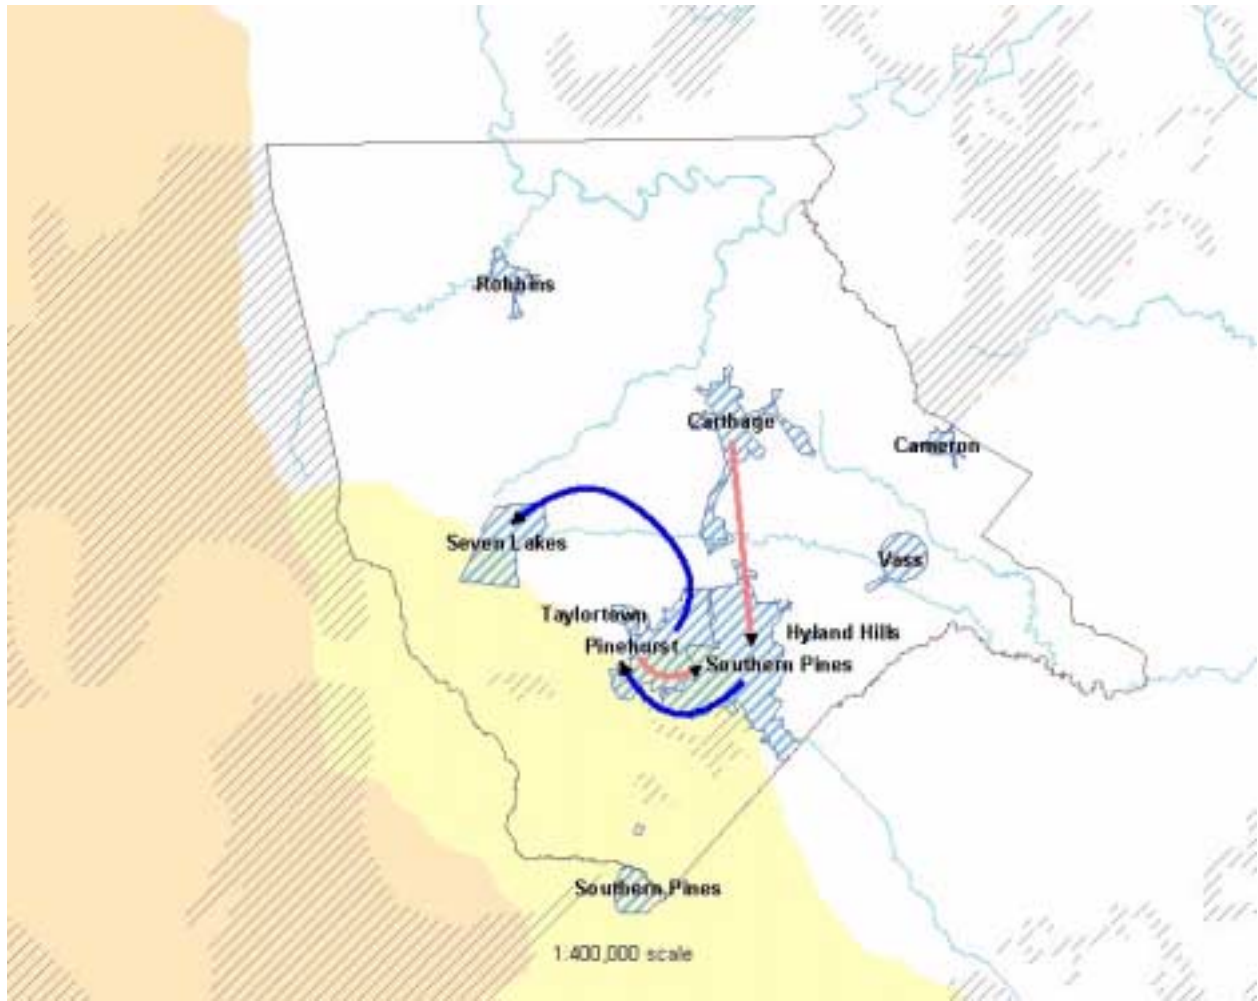 Robbins
Carthage
Cameron
Seven Lakes
Vass
Taylortown
Hyland Hills
Pinehurst
Southern Pines
Southern Pines
1:400,000 scale